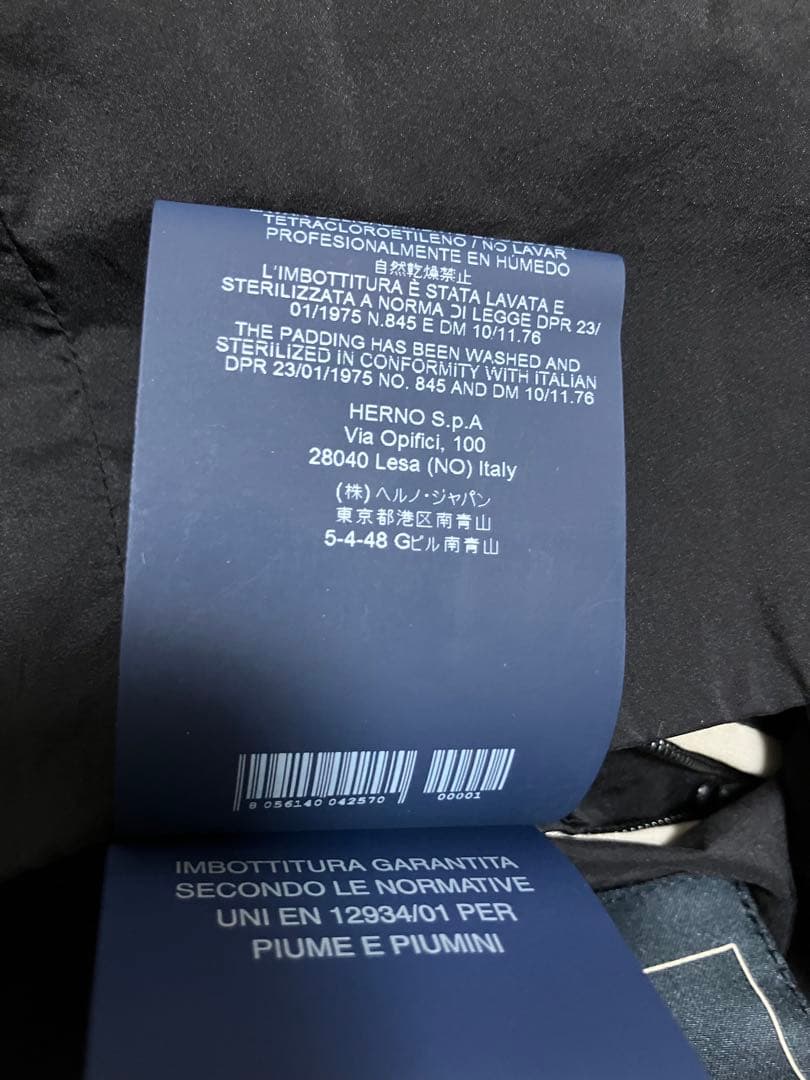 TETRACLOROETILENO / NO LAVAR
PROFESIONALMENTE EN HÚMEDO
自然乾燥禁止
L'IMBOTTITURA È STATA LAVATA E
STERILIZZATA A NORMA DI LEGGE DPR 23/
01/1975 N.845 E DM 10/11.76
THE PADDING HAS BEEN WASHED AND
STERILIZED IN CONFORMITY WITH ITALIAN
DPR 23/01/1975 NO. 845 AND DM 10/11.76
HERNO S.p.A
Via Opifici, 100
28040 Lesa (NO) Italy
(株)ヘルノ・ジャパン
東京都港区南青山
5-4-48 Gビル南青山
8 056140 042570
00001
IMBOTTITURA GARANTITA
SECONDO LE NORMATIVE
UNI EN 12934/01 PER
PIUME E PIUMINI